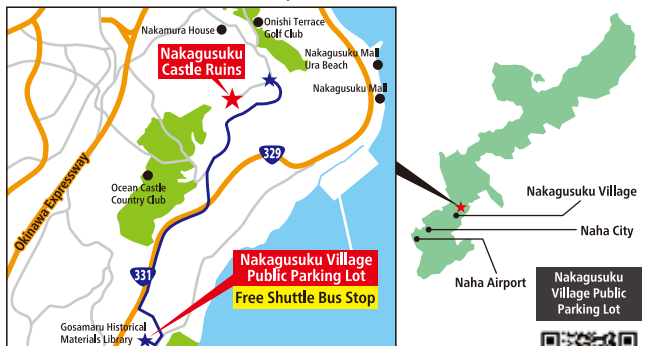 Onishi Terrace
Golf Club
Nakamura House
Nakagusuku
Castle Ruins
Nakagusuku Mall
Ura Beach
Nakagusuku Mall
329
Ocean Castle
Country Club
Okinawa Expressway
331
Nakagusuku Village
Public Parking Lot
Free Shuttle Bus Stop
Gosamaru Historical
Materials Library
Nakagusuku Village
Naha City
Naha Airport
Nakagusuku
Village Public
Parking Lot